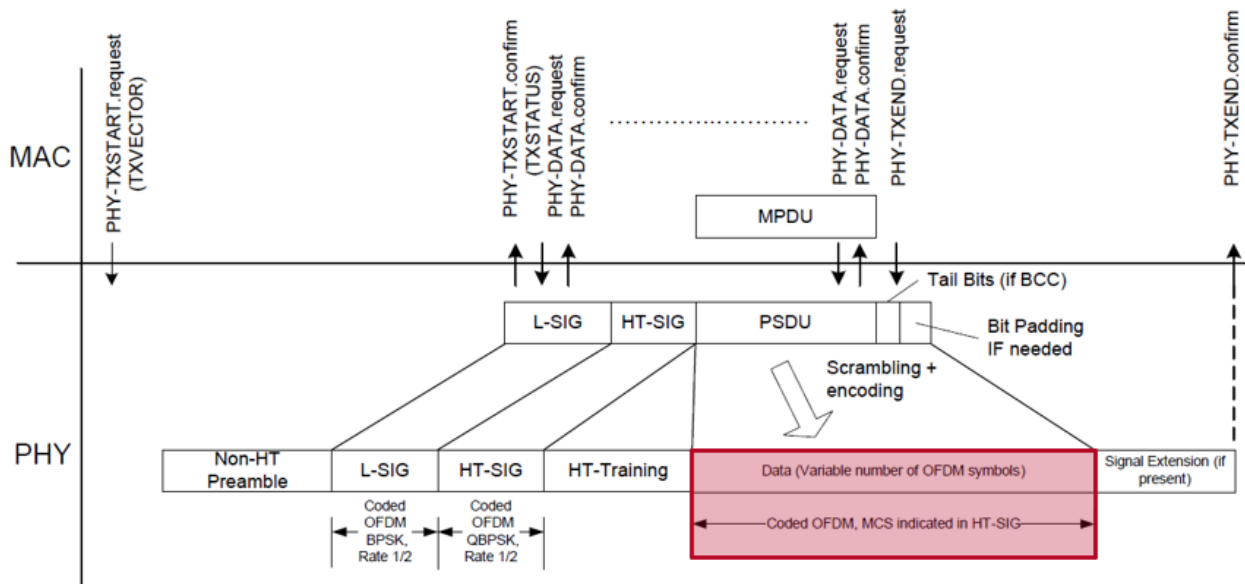 MAC
PHY-TXSTART.request
(TXVECTOR)
PHY-TXSTART.confirm
(TXSTATUS)
PHY-DATA.request
PHY-DATA.confirm
PHY-DATA.request
PHY-DATA.confirm
PHY-TXEND.request
PHY-TXEND.confirm
MPDU
Tail Bits (if BCC)
L-SIG
HT-SIG
PSDU
Bit Padding
IF needed
Scrambling +
encoding
PHY
Non-HT
Preamble
L-SIG
HT-SIG
HT-Training
Data (Variable number of OFDM symbols)
Signal Extension (if
present)
Coded
OFDM
BPSK,
Rate 1/2
Coded
OFDM
QBPSK,
Rate 1/2
Coded OFDM, MCS indicated in HT-SIG